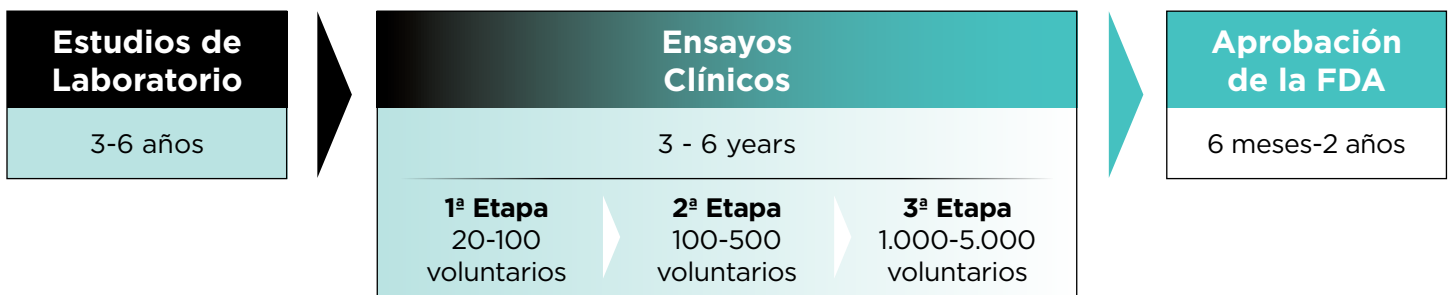 Estudios de
Laboratorio
3-6 años
Ensayos
Clínicos
3 - 6 years
1ª Etapa
20-100
voluntarios
2ª Etapa
100-500
voluntarios
3ª Etapa
1.000-5.000
voluntarios
Aprobación
de la FDA
6 meses-2 años